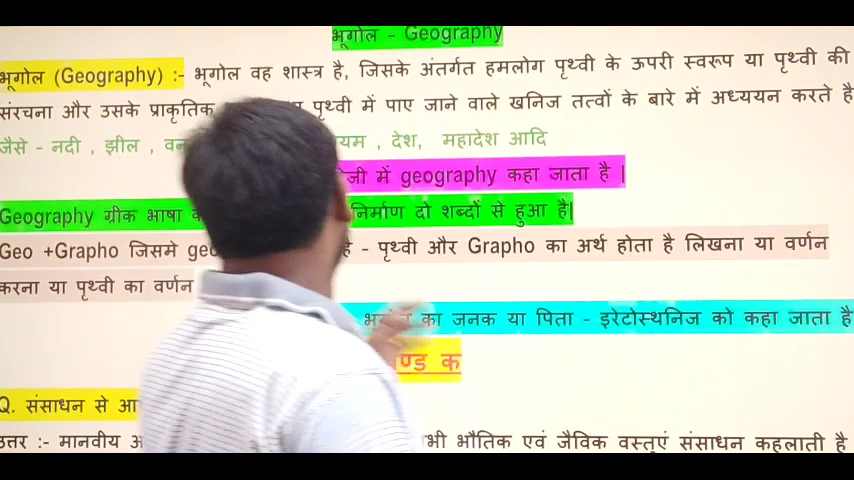 भूगोल - Geography
भूगोल (Geography) :- भूगोल वह शास्त्र है, जिसके अंतर्गत हमलोग पृथ्वी के ऊपरी स्वरूप या पृथ्वी की
संरचना और उसके प्राकृतिक पृथ्वी में पाए जाने वाले खनिज तत्वों के बारे में अध्ययन करते है
जैसे - नदी , झील , देश, महादेश आदि
में geography कहा जाता है |
Geography ग्रीक भाषा निर्माण दो शब्दों से हुआ है|
Geo +Grapho जिसमे है - पृथ्वी और Grapho का अर्थ होता है लिखना या वर्णन
करना या पृथ्वी का वर्णन
का जनक या पिता - इरेटोस्थनिज को कहा जाता है
क
Q. संसाधन से
उत्तर :- मानवीय भौतिक एवं जैविक वस्तुएं संसाधन कहलाती है